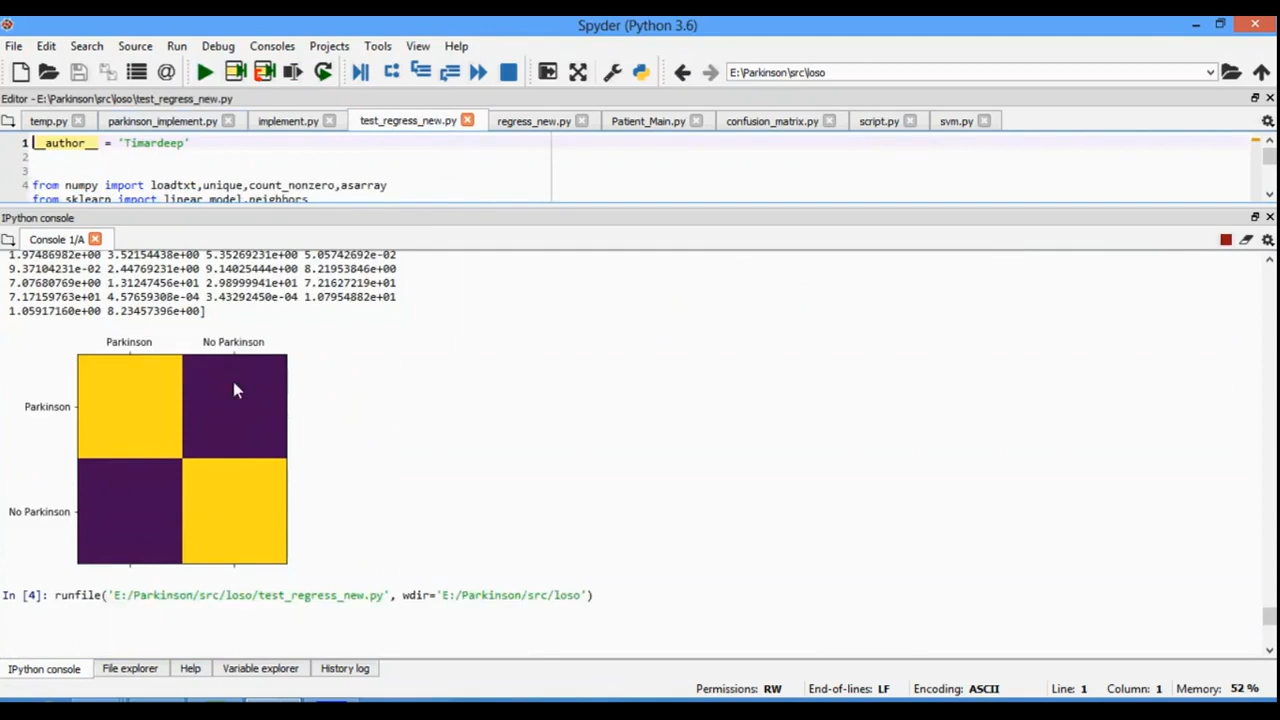 Spyder (Python 3.6)
File Edit Search Source Run Debug Consoles Projects Tools View Help
E:\Parkinson\src\loso
Editor - E:\Parkinson\src\loso\test_regress_new.py
temp.py parkinson_implement.py implement.py test_regress_new.py regress_new.py Patient_Main.py confusion_matrix.py script.py svm.py
1 __author__ = 'Timardeep'
2
3
4 from numpy import loadtxt,unique,count_nonzero,asarray
from sklearn import linear_model,neighbors
IPython console
Console 1/A
1.97486982e+00 3.52154438e+00 5.35269231e+00 5.05742692e-02
9.37104231e-02 2.44769231e+00 9.14025444e+00 8.21953846e+00
7.07680769e+00 1.31247456e+01 2.98999941e+01 7.21627219e+01
7.17159763e+01 4.57659308e-04 3.43292450e-04 1.07954882e+01
1.05917160e+00 8.23457396e+00]
Parkinson No Parkinson
Parkinson
No Parkinson
In [4]: runfile('E:/Parkinson/src/loso/test_regress_new.py', wdir='E:/Parkinson/src/loso')
IPython console File explorer Help Variable explorer History log
Permissions: RW End-of-lines: LF Encoding: ASCII Line: 1 Column: 1 Memory: 52 %